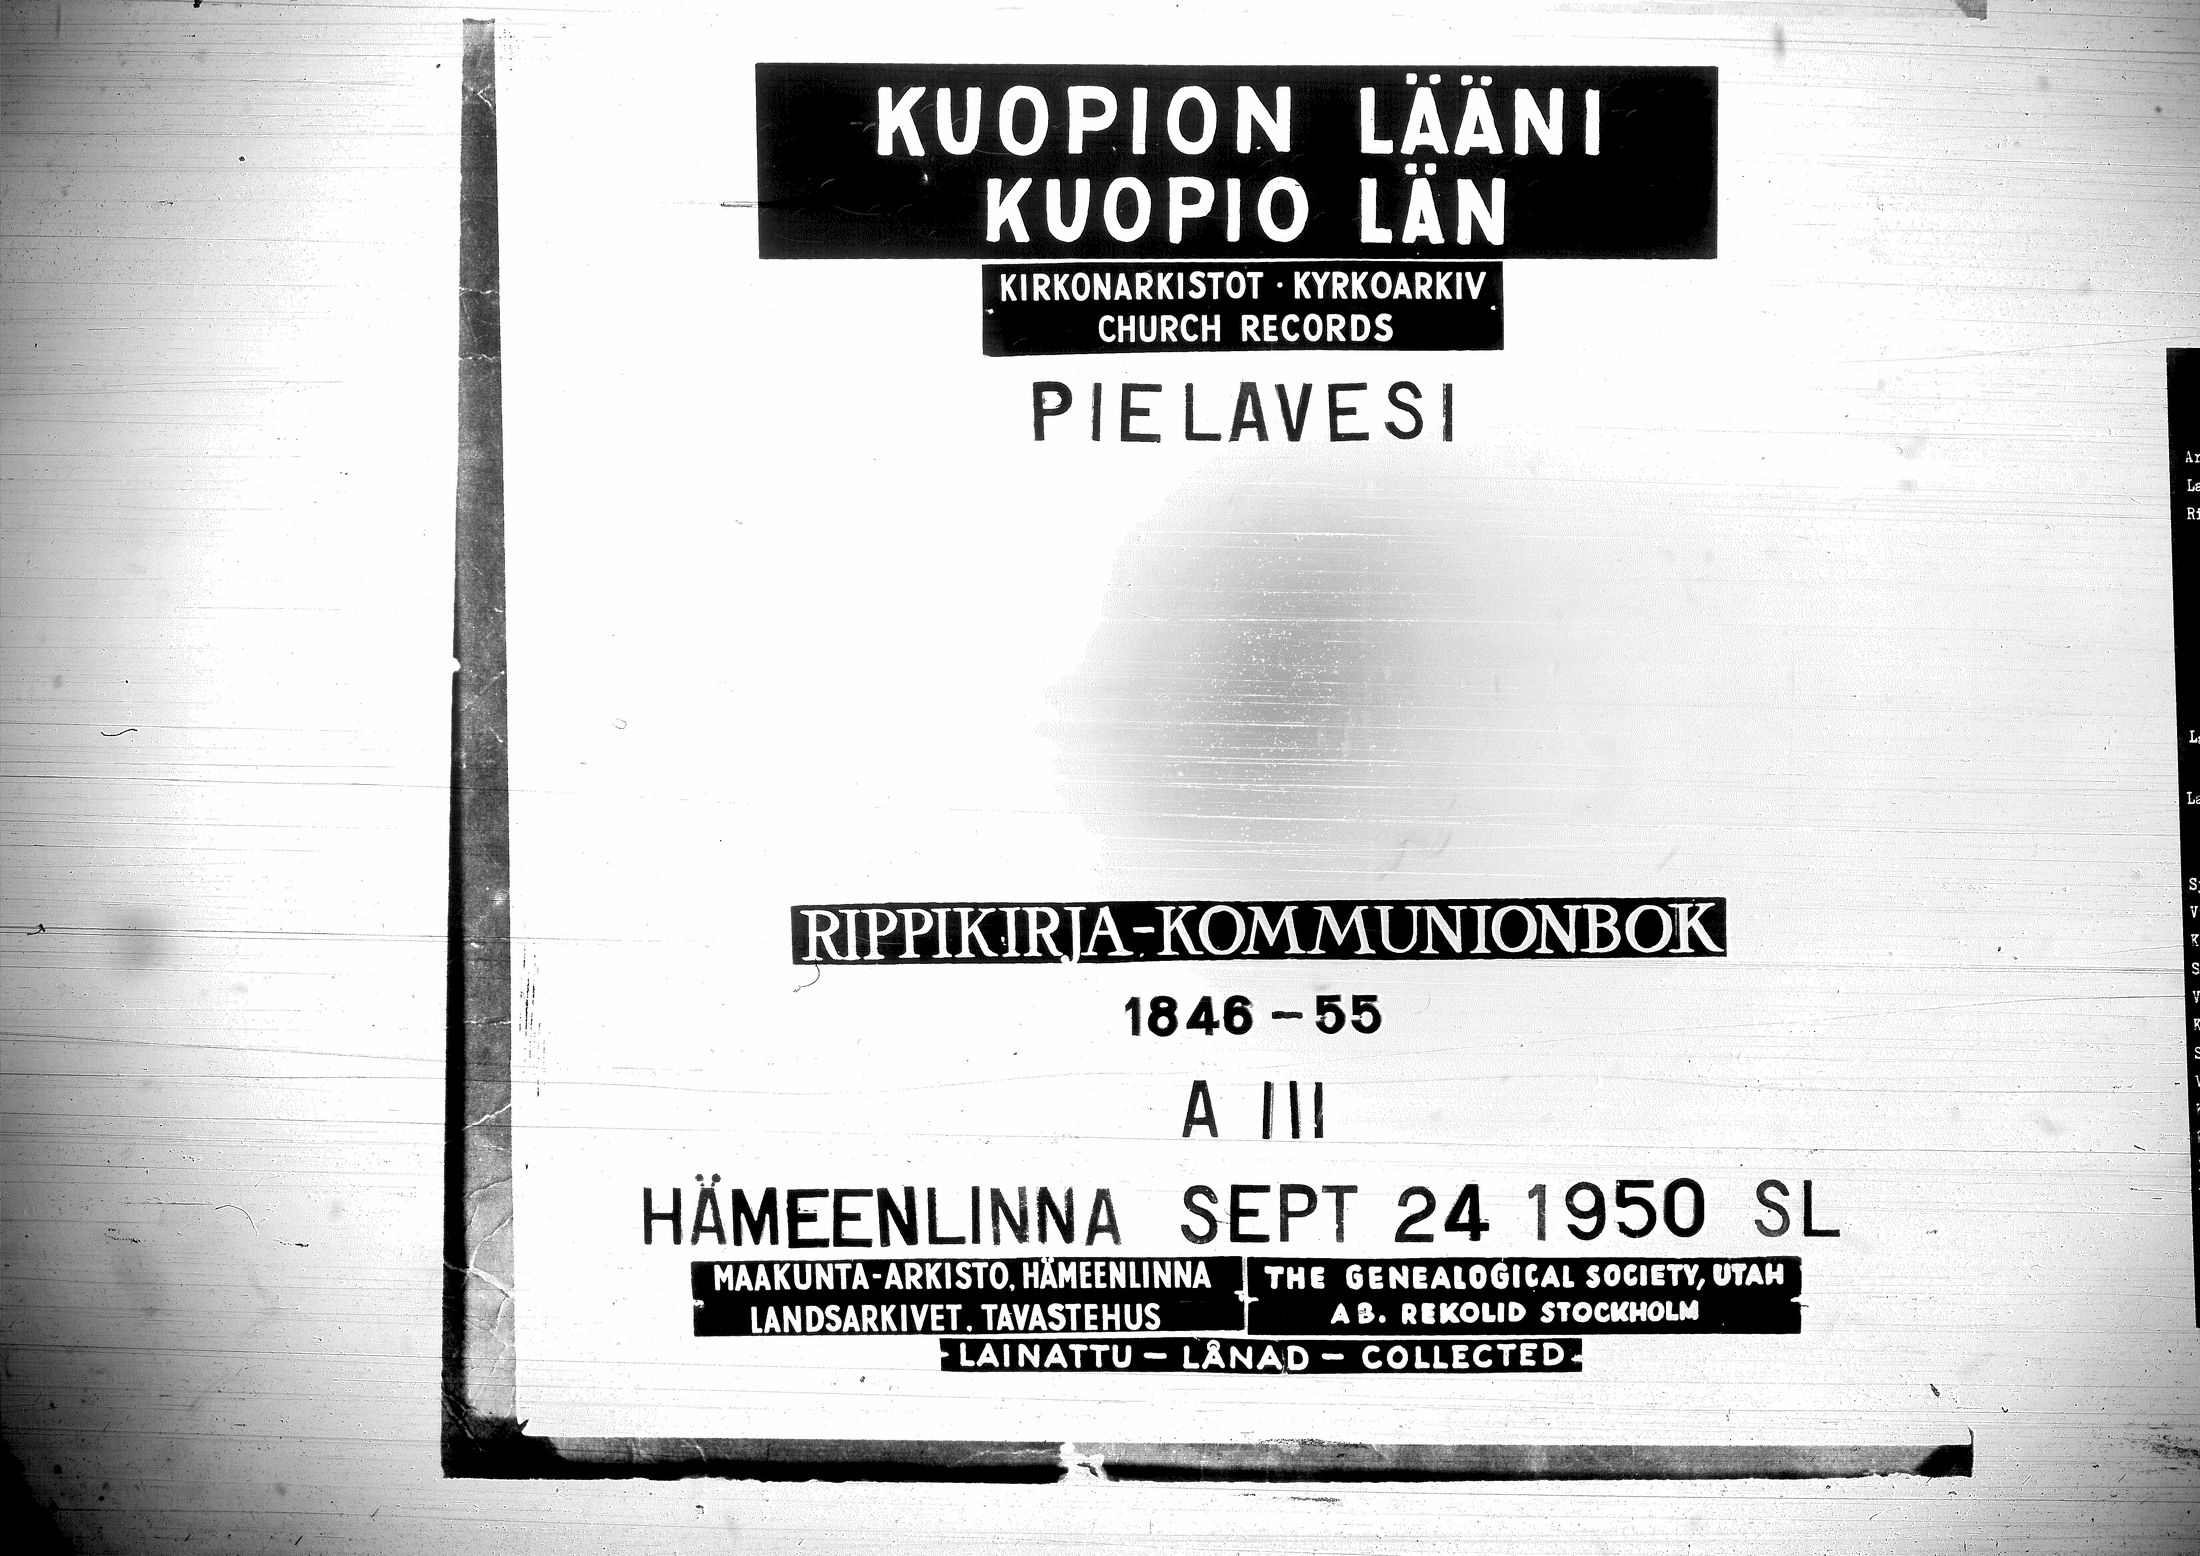 KUOPION LÄÄNI
KUOPIO LÄN
KIRKONARKISTOT · KYRKOARKIV
CHURCH RECORDS
PIELAVESI
RIPPIKIRJA-KOMMUNIONBOK
1846-55
A III
HÄMEENLINNA SEPT 24 1950 SL
MAAKUNTA-ARKISTO, HÄMEENLINNA
LANDSARKIVET, TAVASTEHUS
THE GENEALOGICAL SOCIETY, UTAH
AB. REKOLID STOCKHOLM
LAINATTU - LÅNAD - COLLECTED